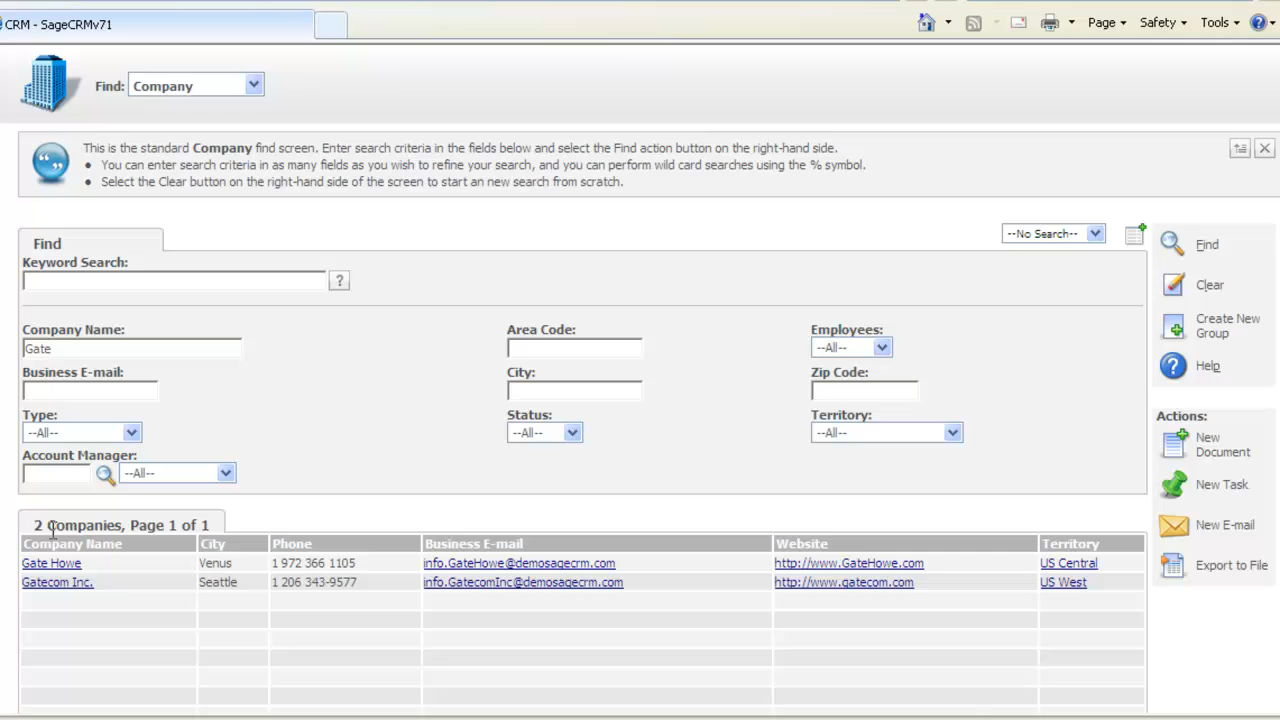 CRM - SageCRMv71
Page
Safety
Tools
Find: Company
This is the standard Company find screen. Enter search criteria in the fields below and select the Find action button on the right-hand side.
• You can enter search criteria in as many fields as you wish to refine your search, and you can perform wild card searches using the % symbol.
• Select the Clear button on the right-hand side of the screen to start an new search from scratch.
Find
--No Search--
Keyword Search:
?
Company Name: Area Code: Employees:
Gate --All--
Business E-mail: City: Zip Code:
Type: Status: Territory:
--All-- --All-- --All--
Account Manager:
--All--
Find
Clear
Create New
Group
Help
Actions:
New
Document
New Task
New E-mail
Export to File
2 Companies, Page 1 of 1
Company Name City Phone Business E-mail Website Territory
Gate Howe Venus 1 972 366 1105 info.GateHowe@demosagecrm.com http://www.GateHowe.com US Central
Gatecom Inc. Seattle 1 206 343-9577 info.GatecomInc@demosagecrm.com http://www.gatecom.com US West